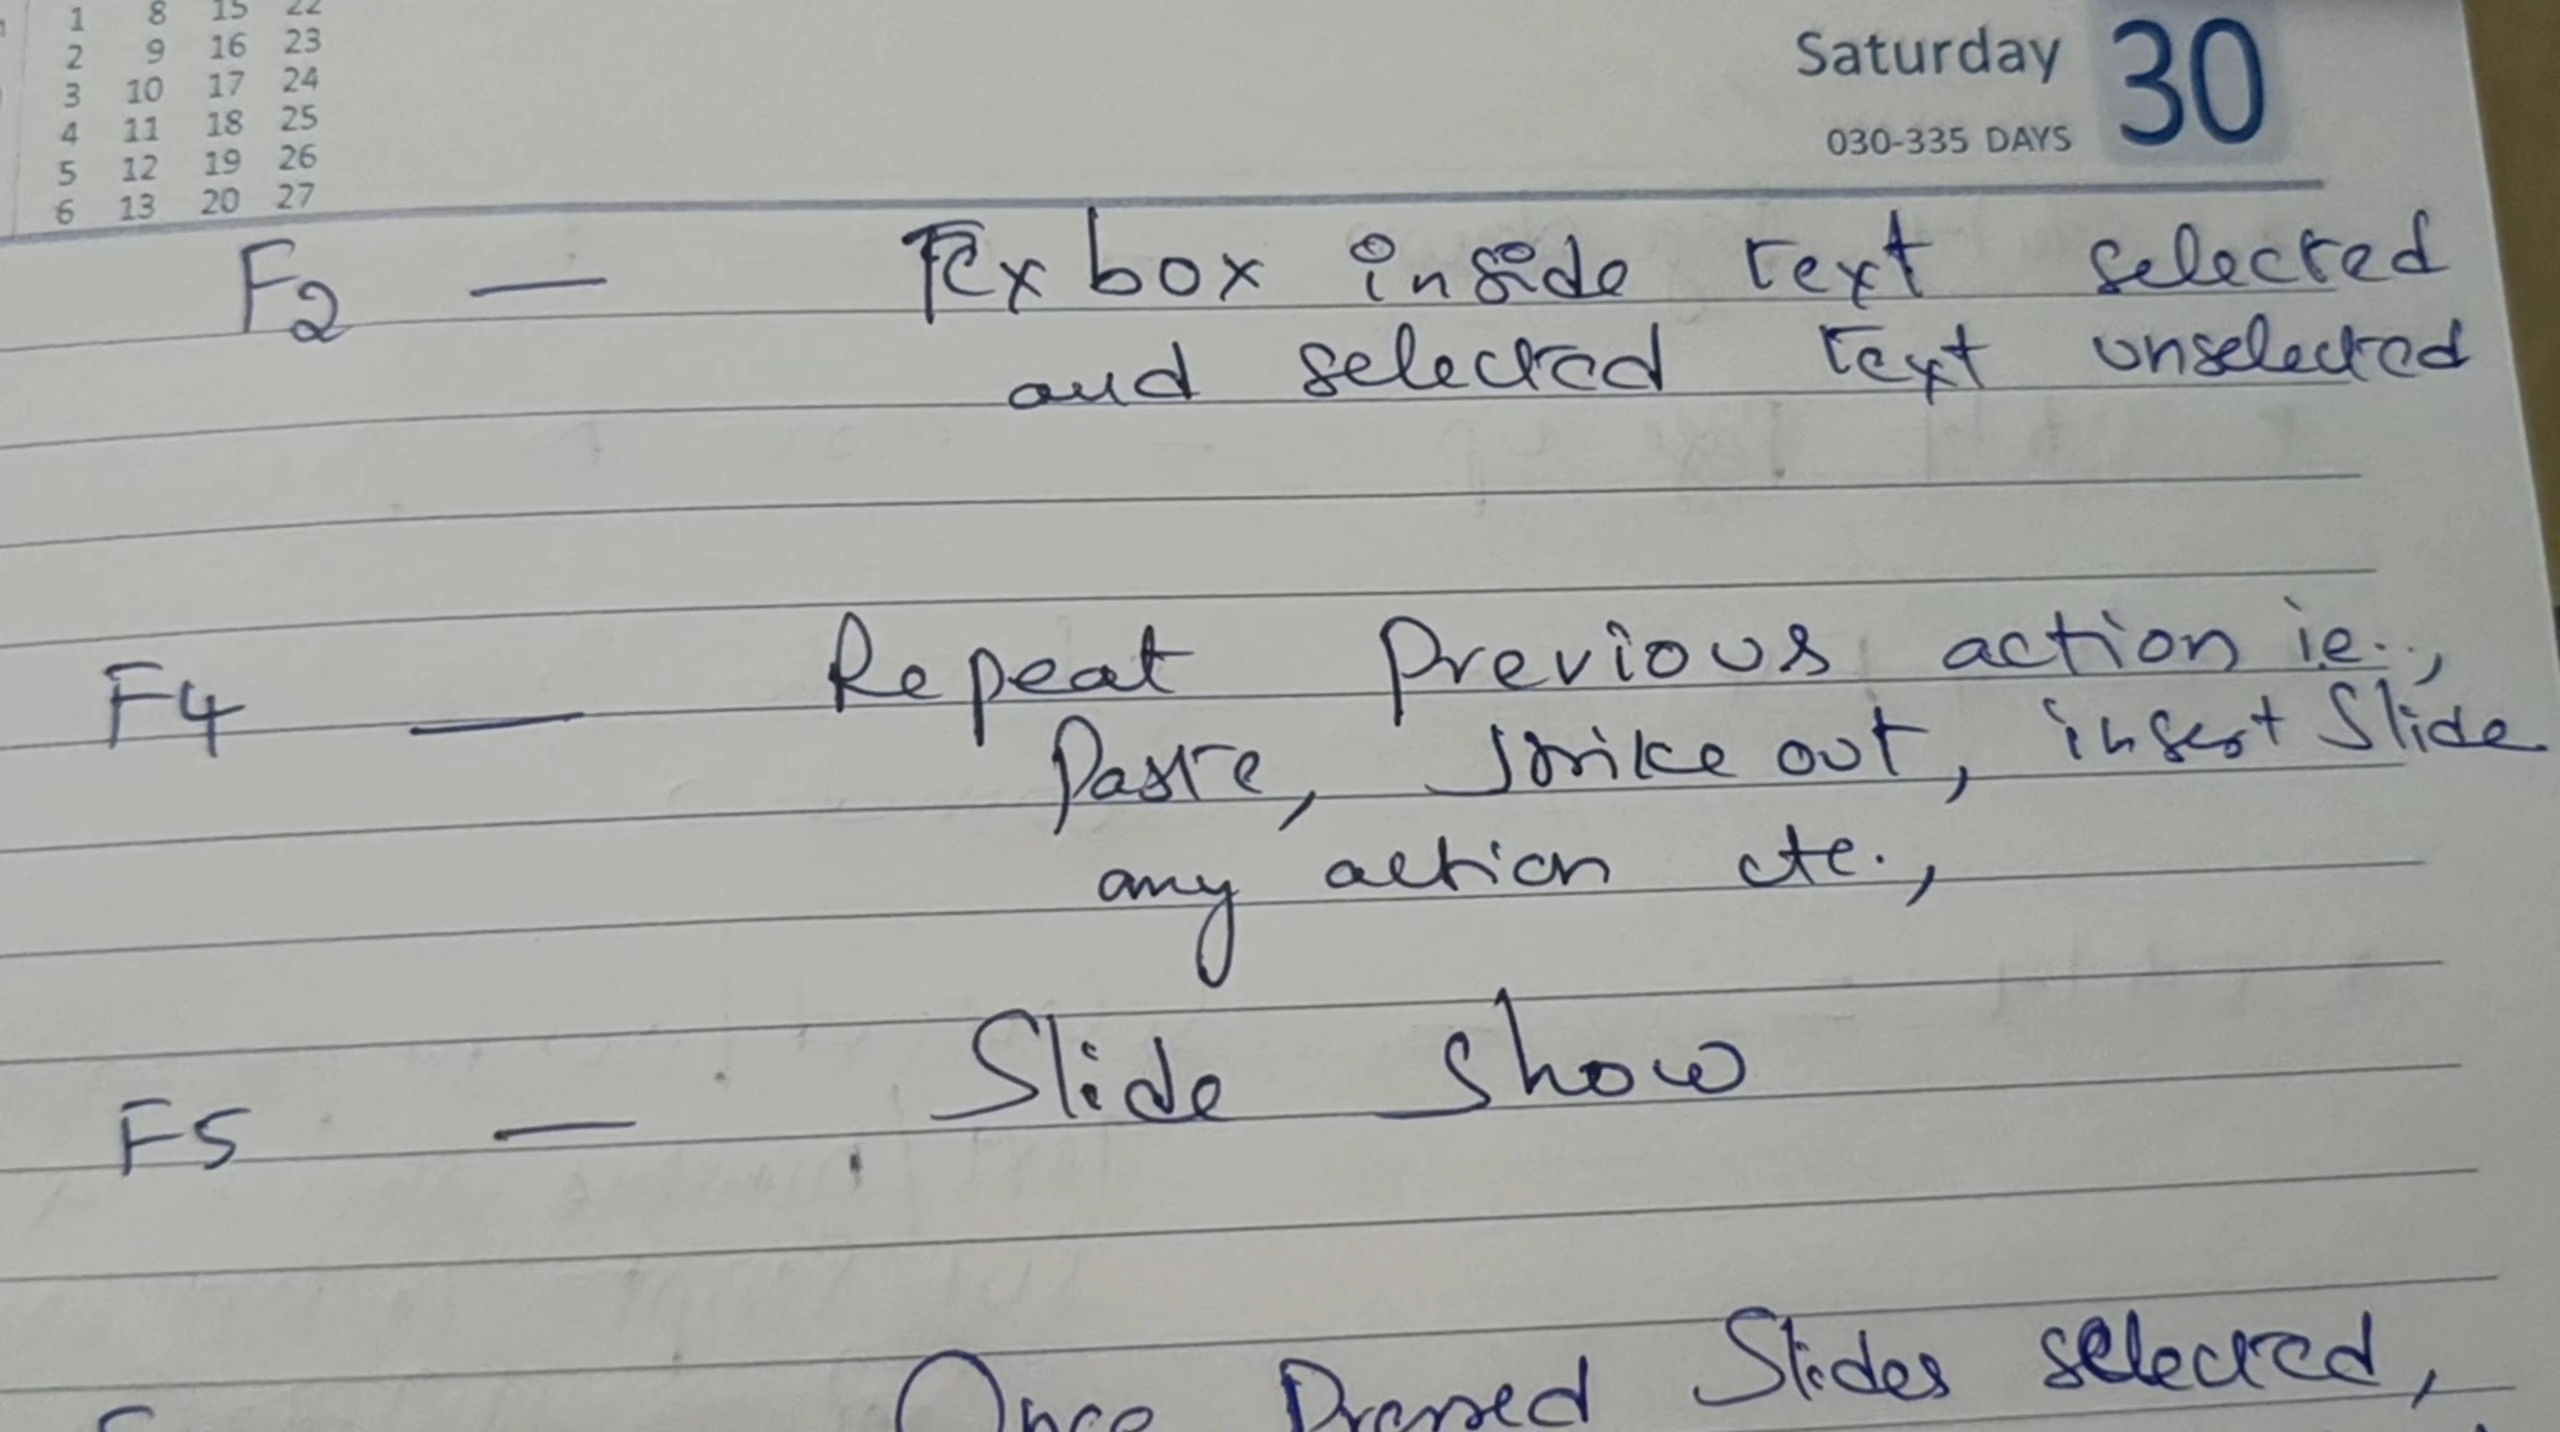 1 8 15 22
2 9 16 23
3 10 17 24
4 11 18 25
5 12 19 26
6 13 20 27
Saturday 30
030-335 DAYS
F2 — Tex box inside text selected
and selected text unselected
F4 — Repeat Previous action ie.,
Paste, strike out, insert Slide
any action etc.,
F5 — Slide show
Once Pressed Slides selected,